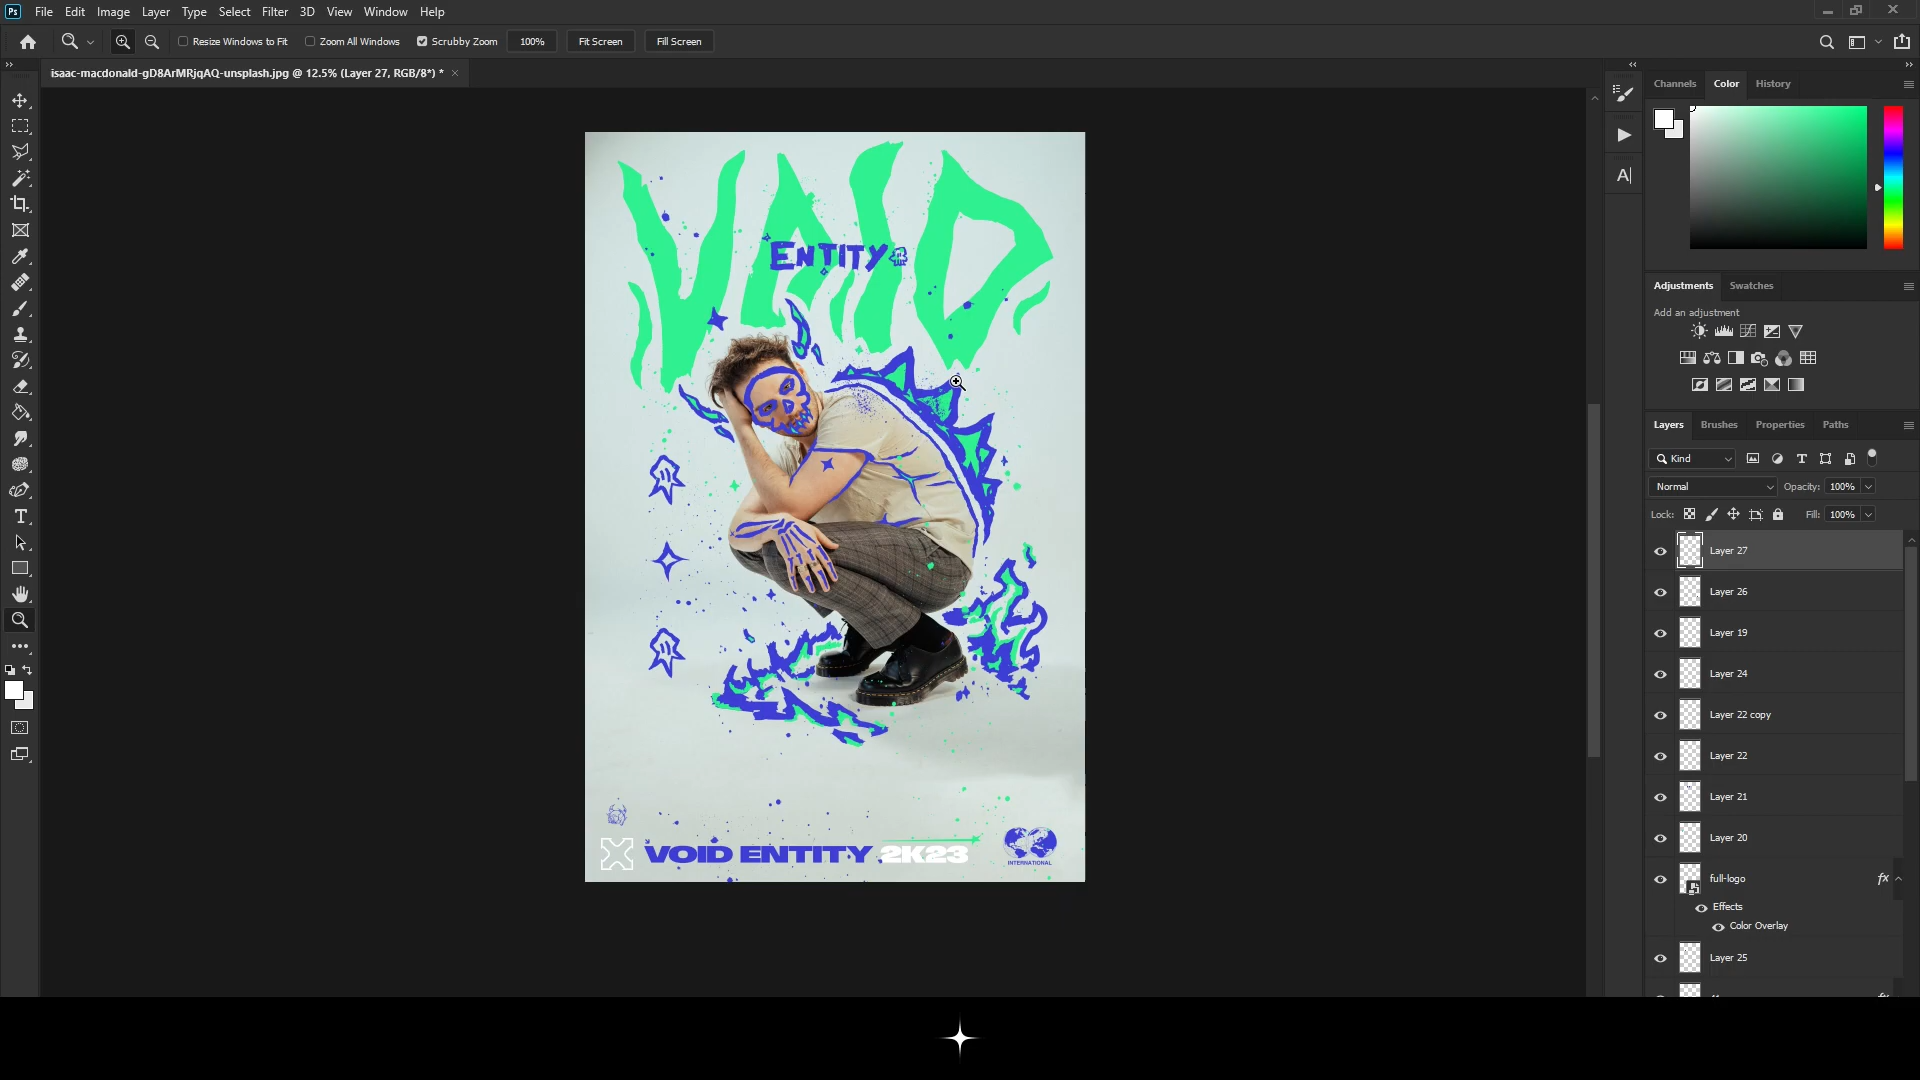 Ps File Edit Image Layer Type Select Filter 3D View Window Help
Resize Windows to Fit Zoom All Windows Scrubby Zoom 100% Fit Screen Fill Screen
isaac-macdonald-gD8ArMRjqAQ-unsplash.jpg @ 12.5% (Layer 27, RGB/8*) *
VOID
ENTITY
VOID ENTITY 2K23
INTERNATIONAL
Channels Color History
Adjustments Swatches
Add an adjustment
Layers Brushes Properties Paths
Kind
Normal Opacity: 100%
Lock: Fill: 100%
Layer 27
Layer 26
Layer 19
Layer 24
Layer 22 copy
Layer 22
Layer 21
Layer 20
full-logo fx
Effects
Color Overlay
Layer 25